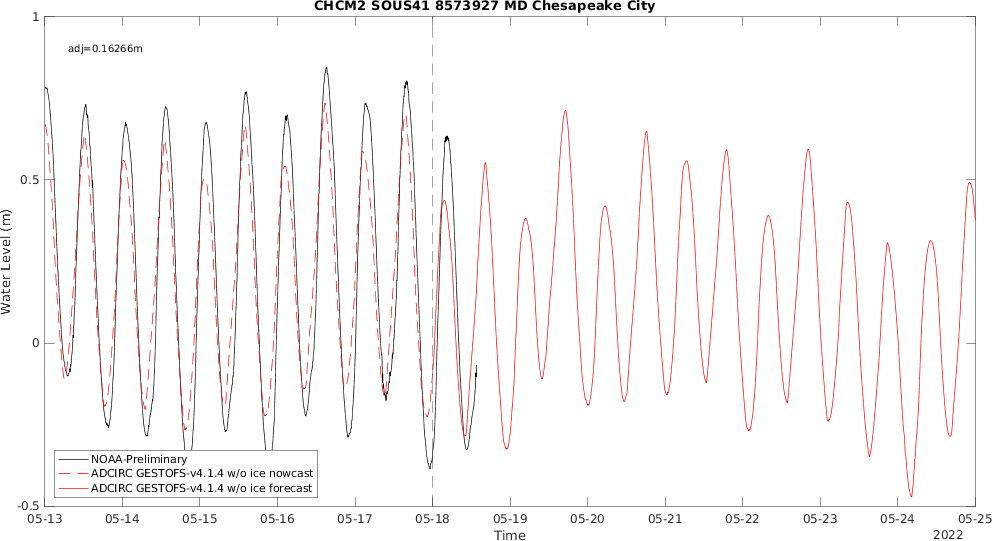 CHCM2 SOUS41 8573927 MD Chesapeake City
adj=0.16266m
1
0.5
0
-0.5
Water Level (m)
NOAA-Preliminary
ADCIRC GESTOFS-v4.1.4 w/o ice nowcast
ADCIRC GESTOFS-v4.1.4 w/o ice forecast
05-13 05-14 05-15 05-16 05-17 05-18 05-19 05-20 05-21 05-22 05-23 05-24 05-25
Time
2022